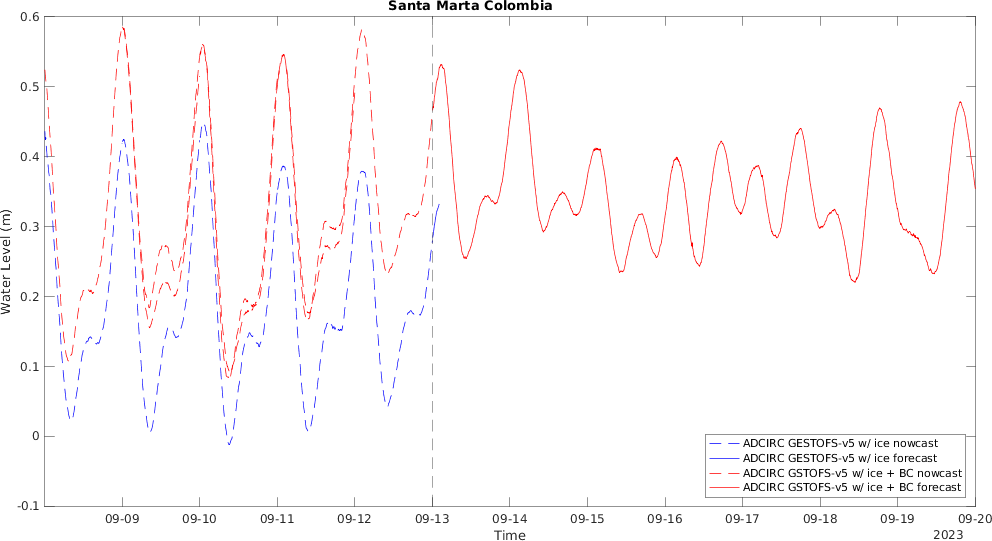 Santa Marta Colombia
0.6
0.5
0.4
0.3
0.2
0.1
0
-0.1
Water Level (m)
ADCIRC GESTOFS-v5 w/ ice nowcast
ADCIRC GESTOFS-v5 w/ ice forecast
ADCIRC GSTOFS-v5 w/ ice + BC nowcast
ADCIRC GSTOFS-v5 w/ ice + BC forecast
09-09 09-10 09-11 09-12 09-13 09-14 09-15 09-16 09-17 09-18 09-19 09-20
Time
2023